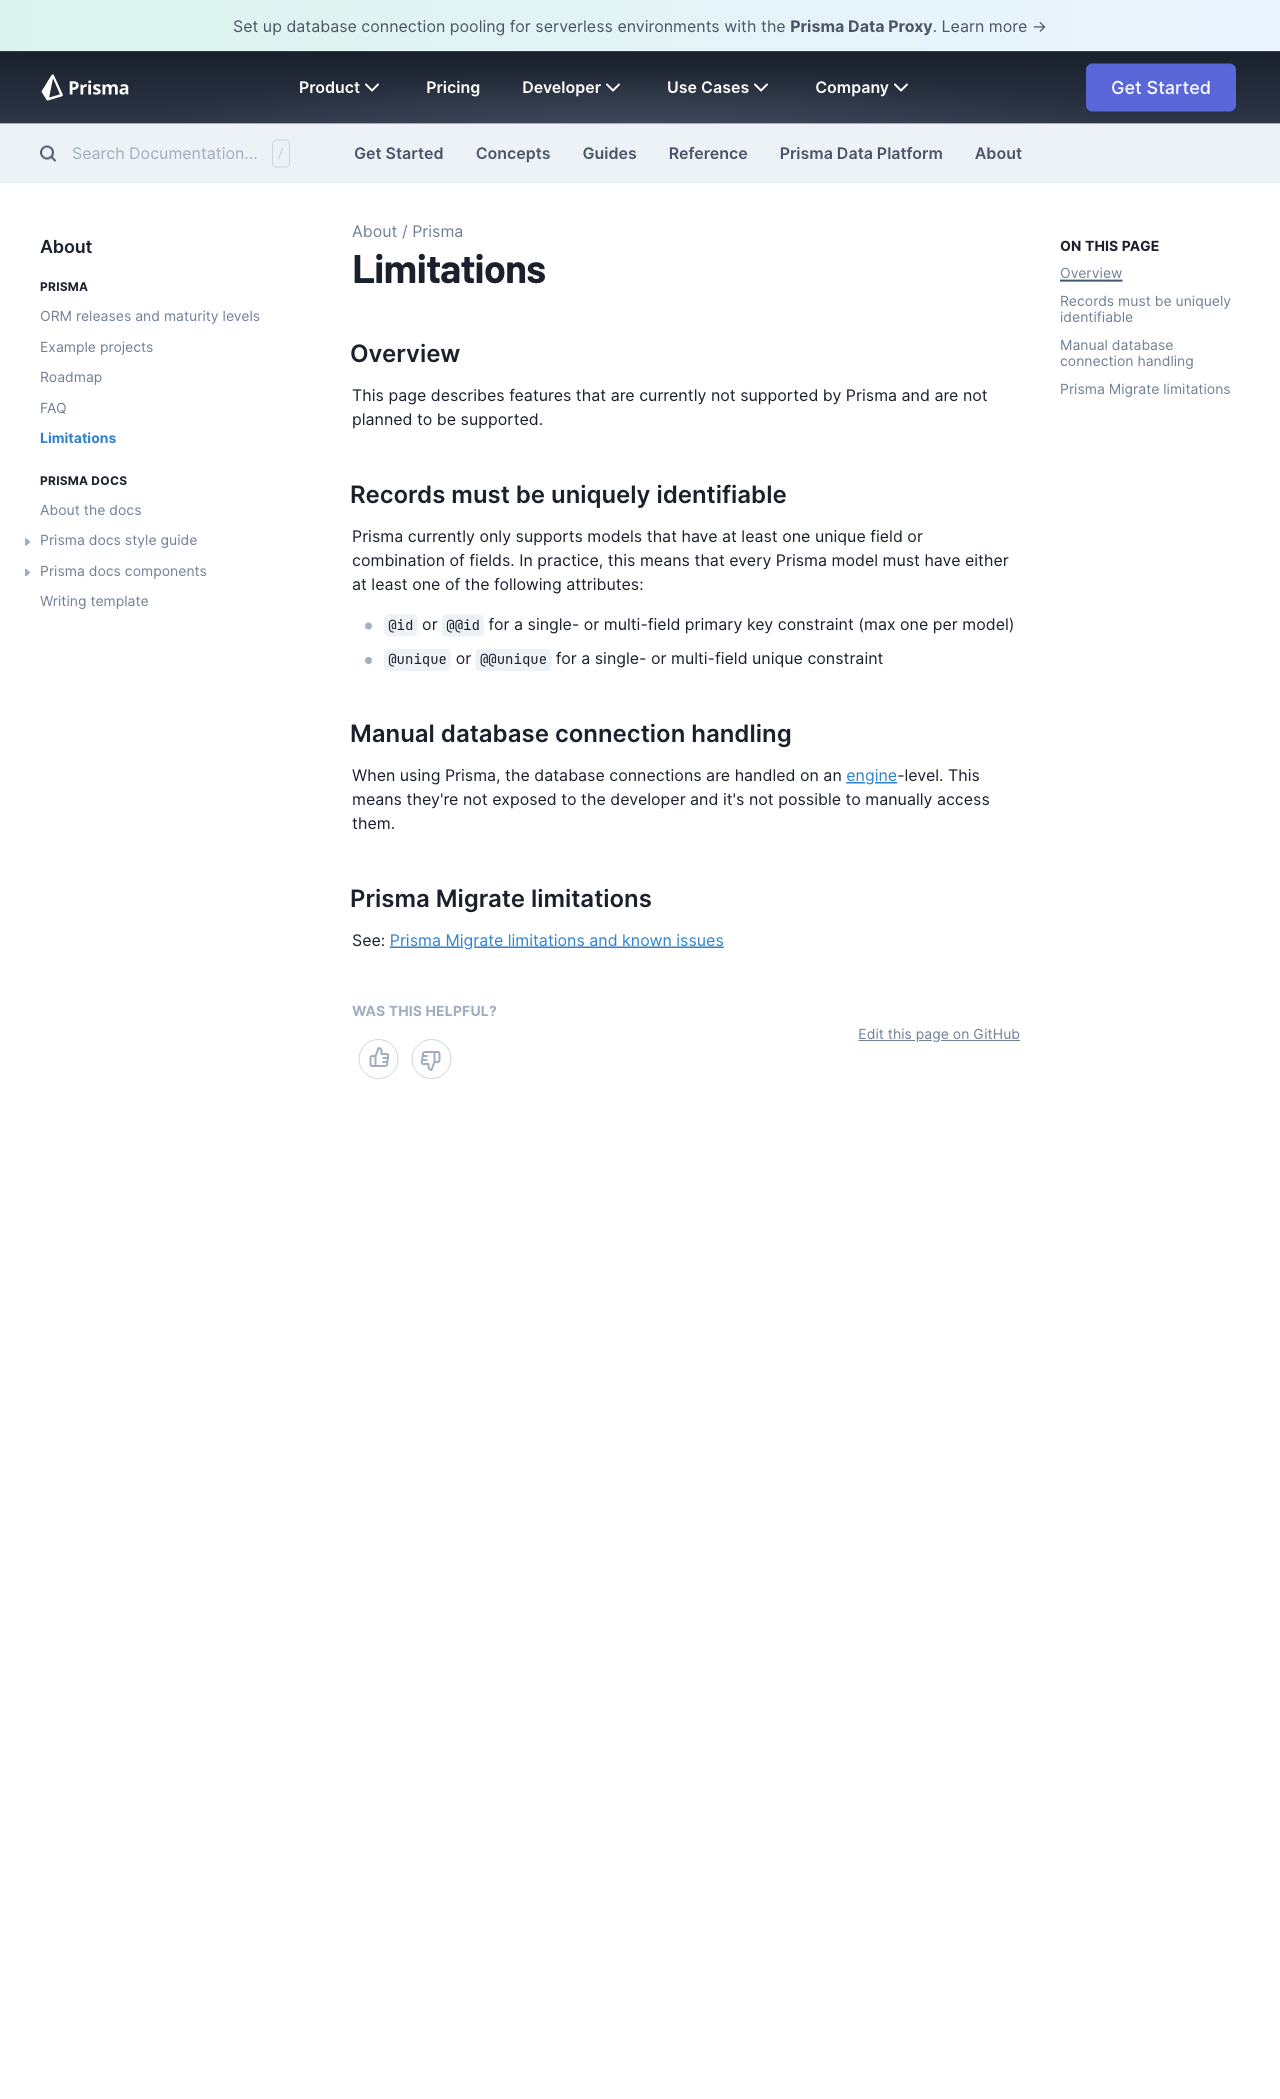 Set up database connection pooling for serverless environments with the Prisma Data Proxy. Learn more →
Prisma
Product
Pricing
Developer
Use Cases
Company
Get Started
Search Documentation...
/
Get Started
Concepts
Guides
Reference
Prisma Data Platform
About
About
PRISMA
ORM releases and maturity levels
Example projects
Roadmap
FAQ
Limitations
PRISMA DOCS
About the docs
Prisma docs style guide
Prisma docs components
Writing template
About / Prisma
Limitations
Overview
This page describes features that are currently not supported by Prisma and are not
planned to be supported.
Records must be uniquely identifiable
Prisma currently only supports models that have at least one unique field or
combination of fields. In practice, this means that every Prisma model must have either
at least one of the following attributes:
@id or @@id for a single- or multi-field primary key constraint (max one per model)
@unique or @@unique for a single- or multi-field unique constraint
Manual database connection handling
When using Prisma, the database connections are handled on an engine-level. This
means they're not exposed to the developer and it's not possible to manually access
them.
Prisma Migrate limitations
See: Prisma Migrate limitations and known issues
WAS THIS HELPFUL?
Edit this page on GitHub
ON THIS PAGE
Overview
Records must be uniquely
identifiable
Manual database
connection handling
Prisma Migrate limitations